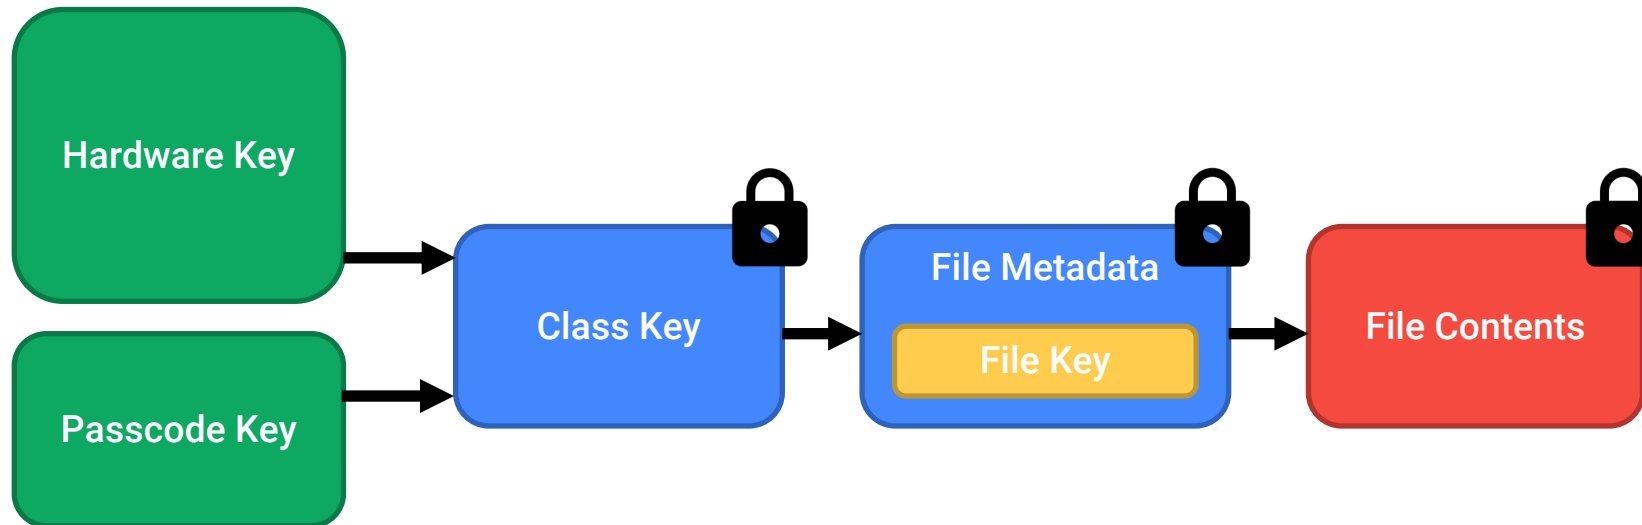 Hardware Key
Passcode Key
Class Key
File Metadata
File Key
File Contents